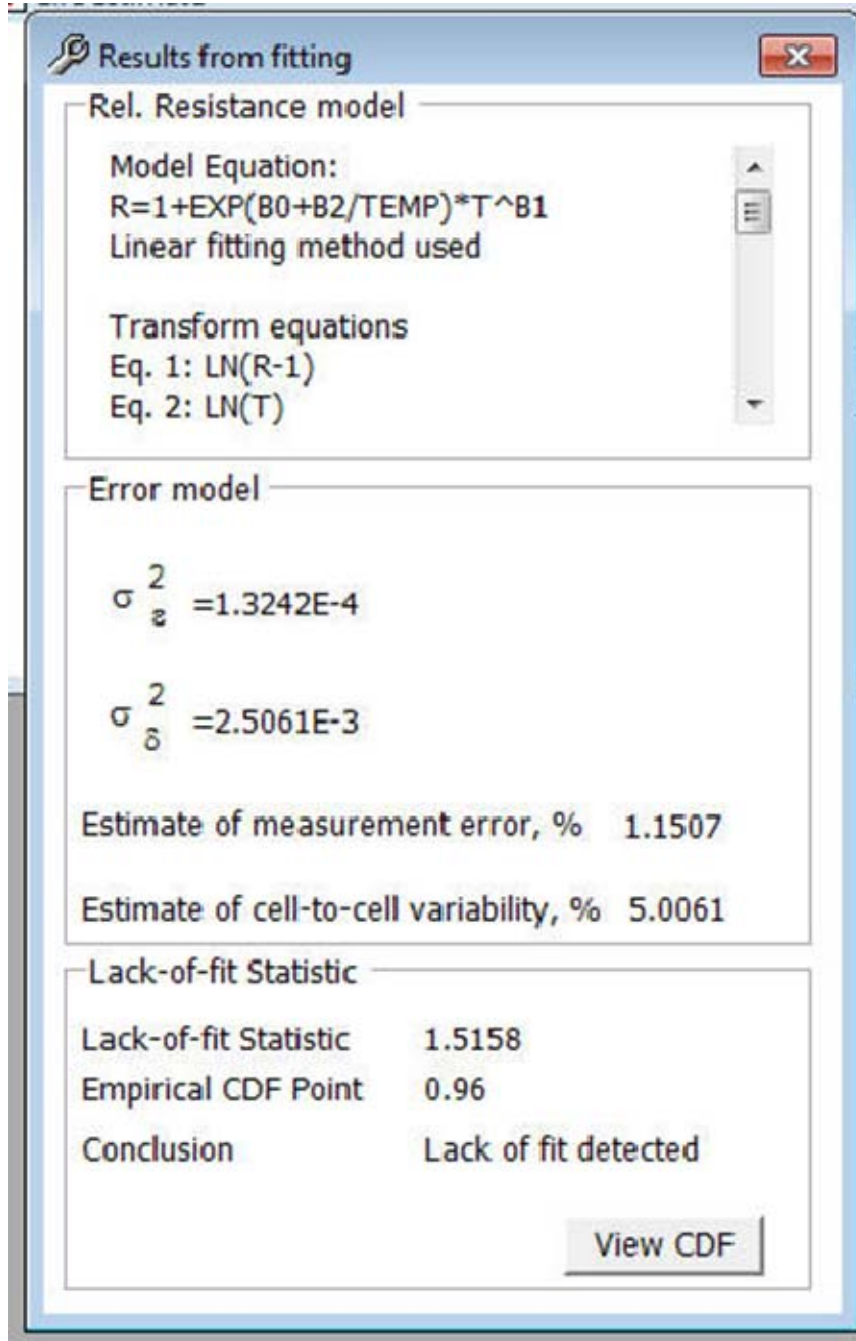 Results from fitting
Rel. Resistance model
Model Equation:
R=1+EXP(B0+B2/TEMP)*T^B1
Linear fitting method used
Transform equations
Eq. 1: LN(R-1)
Eq. 2: LN(T)
Error model
σ 2 ε =1.3242E-4
σ 2 δ =2.5061E-3
Estimate of measurement error, % 1.1507
Estimate of cell-to-cell variability, % 5.0061
Lack-of-fit Statistic
Lack-of-fit Statistic 1.5158
Empirical CDF Point 0.96
Conclusion Lack of fit detected
View CDF